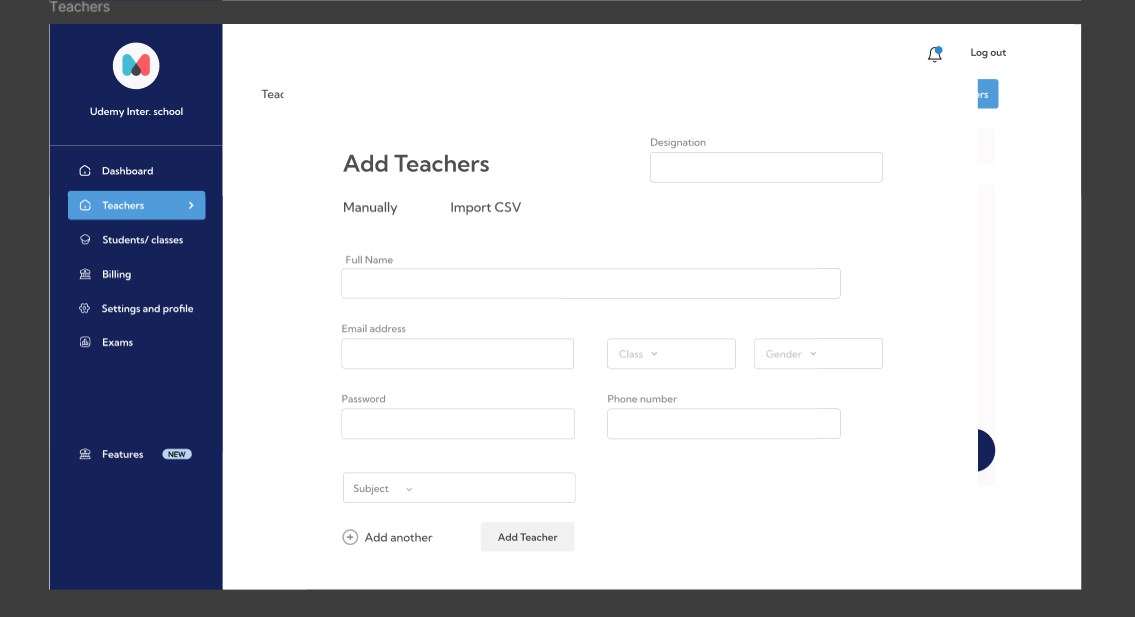 Teachers
Udemy Inter. school
Dashboard
Teachers
Students/ classes
Billing
Settings and profile
Exams
Features NEW
Log out
Teac
ers
Add Teachers
Designation
Manually Import CSV
Full Name
Email address
Class Gender
Password Phone number
Subject
Add another Add Teacher